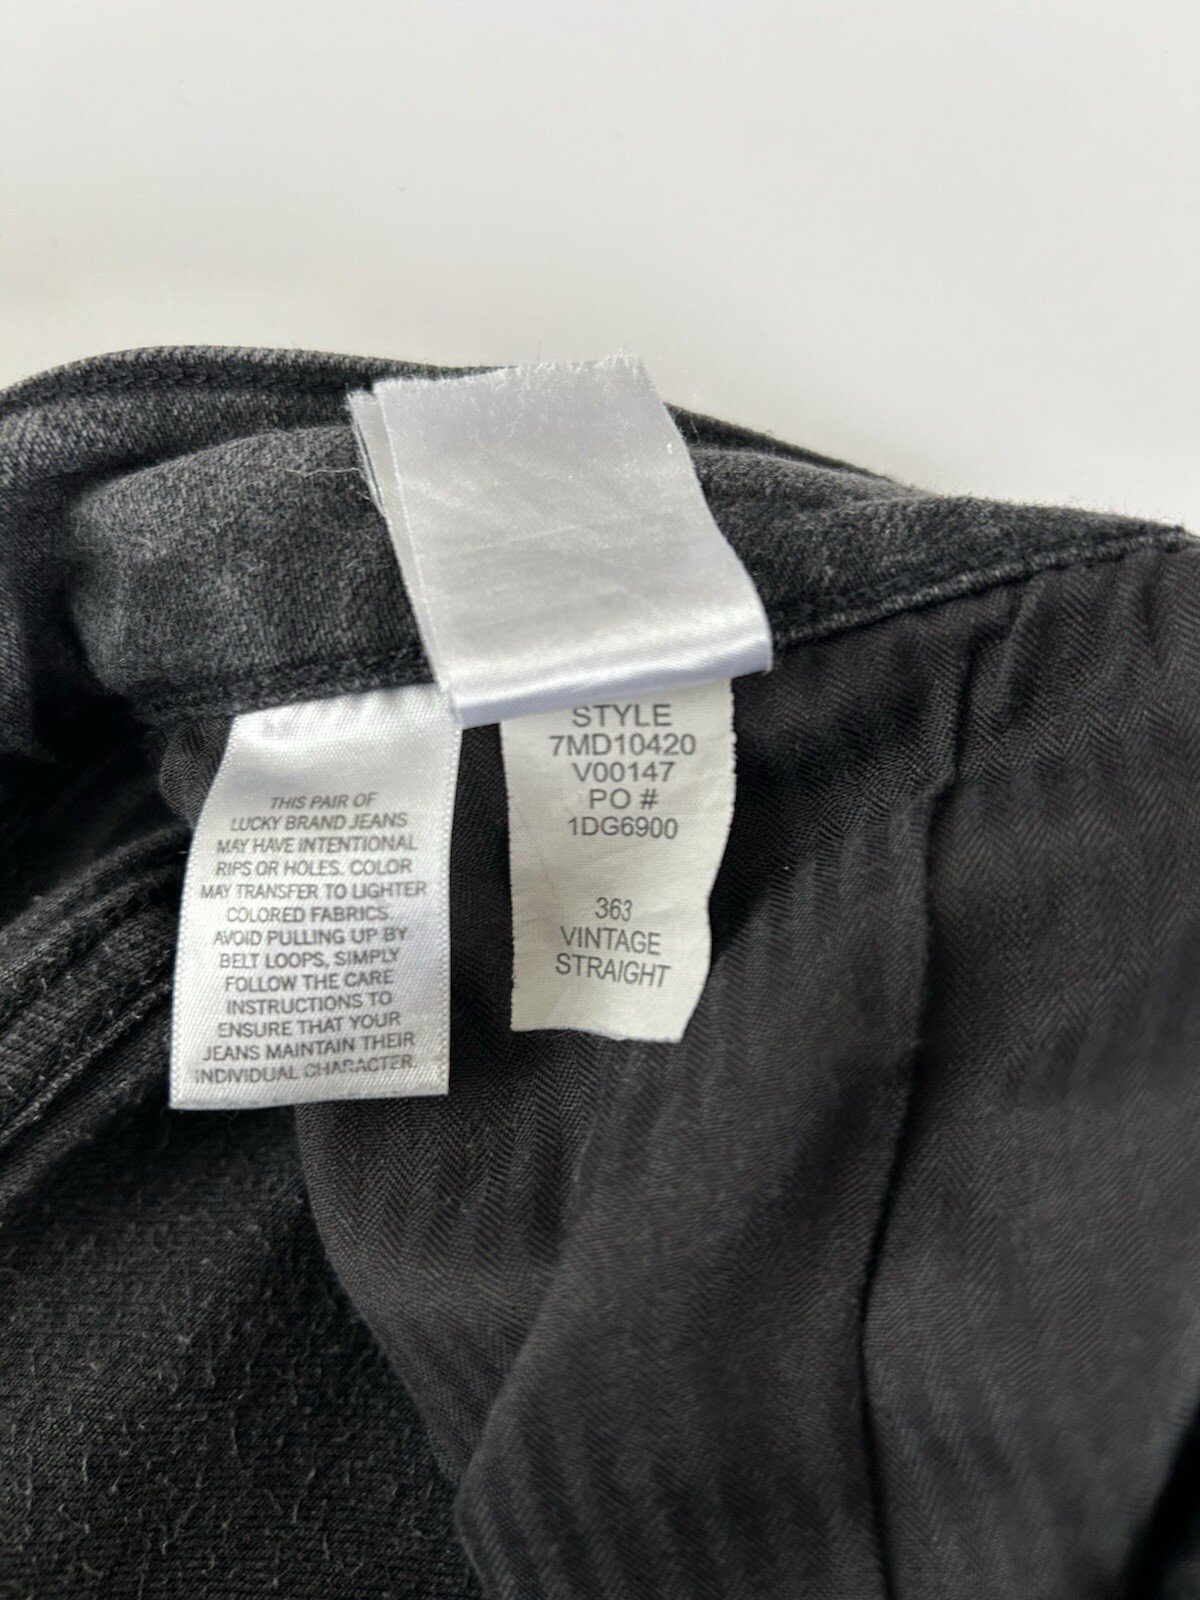 THIS PAIR OF
LUCKY BRAND JEANS
MAY HAVE INTENTIONAL
RIPS OR HOLES. COLOR
MAY TRANSFER TO LIGHTER
COLORED FABRICS.
AVOID PULLING UP BY
BELT LOOPS, SIMPLY
FOLLOW THE CARE
INSTRUCTIONS TO
ENSURE THAT YOUR
JEANS MAINTAIN THEIR
INDIVIDUAL CHARACTER.
STYLE
7MD10420
V00147
PO #
1DG6900
363
VINTAGE
STRAIGHT